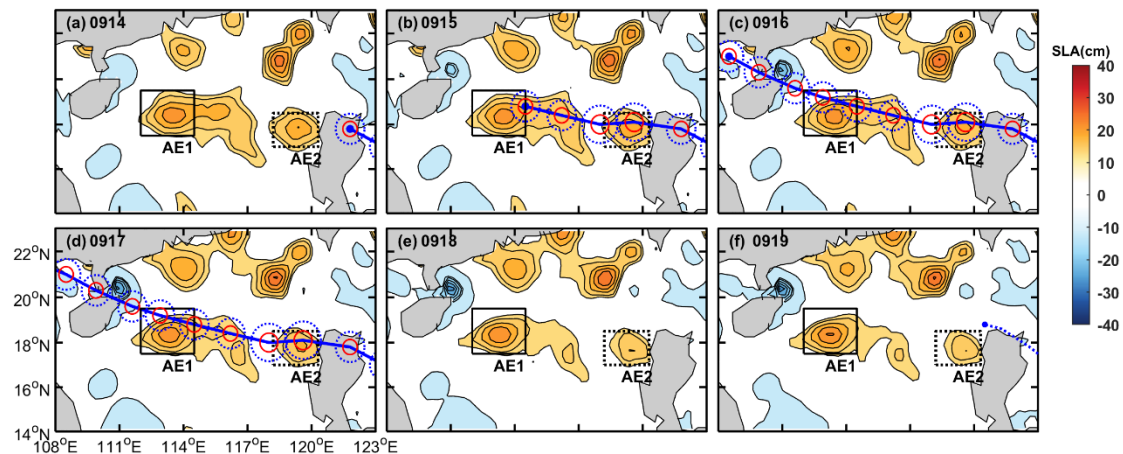 (a) 0914
(b) 0915
(c) 0916
SLA(cm)
40
30
20
10
0
-10
-20
-30
-40
AE1
AE2
AE1
AE2
AE1
AE2
(d) 0917
(e) 0918
(f) 0919
22°N
20°N
18°N
16°N
14°N
AE1
AE2
AE1
AE2
AE1
AE2
108°E 111°E 114°E 117°E 120°E 123°E